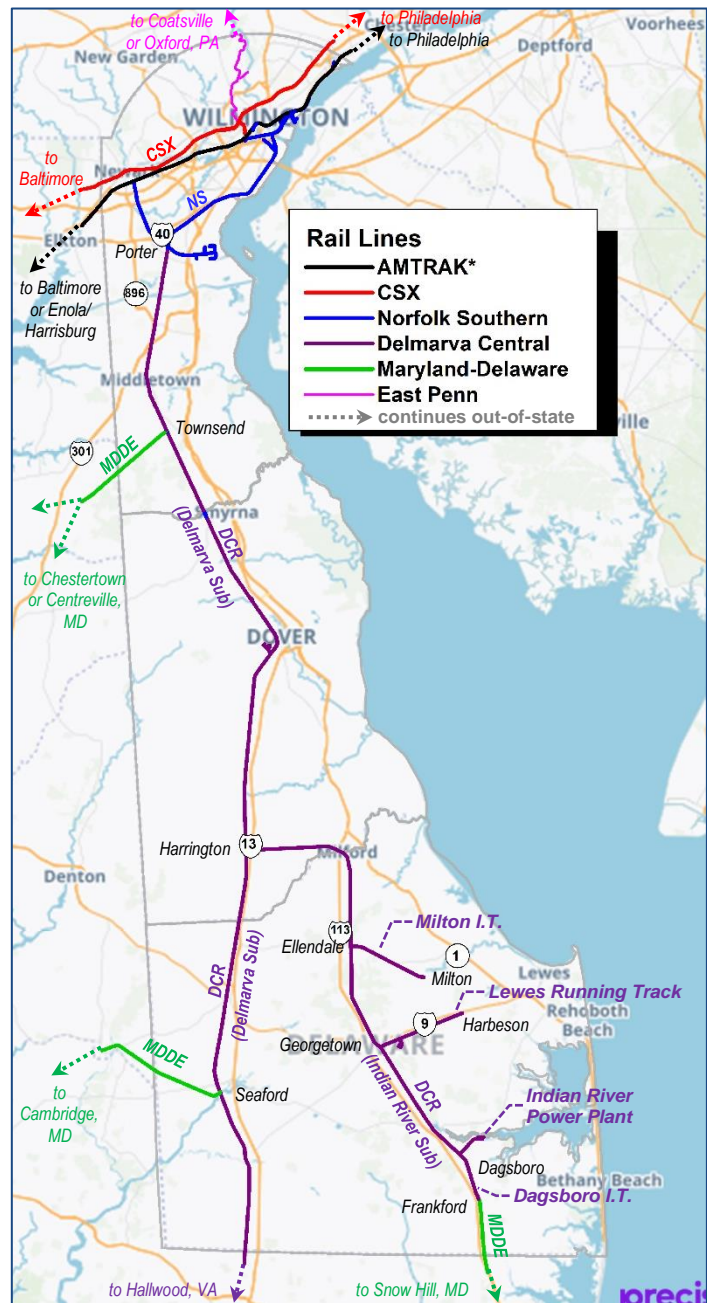 to Coatsville
or Oxford, PA
to Philadelphia
to Philadelphia
Chester
Voorhees
Deptford
New Garden
WILMINGTON
CSX
to
Baltimore
NS
Elkton
40
Porter
to Baltimore
or Enola/
Harrisburg
896
Rail Lines
AMTRAK*
CSX
Norfolk Southern
Delmarva Central
Maryland-Delaware
East Penn
continues out-of-state
Middletown
Townsend
301
MDDE
Smyrna
DCR
(Delmarva Sub)
to Chestertown
or Centreville,
MD
DOVER
Harrington
13
Milford
Denton
113
Milton I.T.
Ellendale
1
Milton
Lewes
DCR
(Delmarva Sub)
Lewes Running Track
Rehoboth
Beach
9
Harbeson
Georgetown
DELAWARE
MDDE
to
Cambridge,
MD
Seaford
DCR
(Indian River Sub)
Indian River
Power Plant
Dagsboro
Bethany Beach
Dagsboro I.T.
Frankford
MDDE
to Hallwood, VA
to Snow Hill, MD